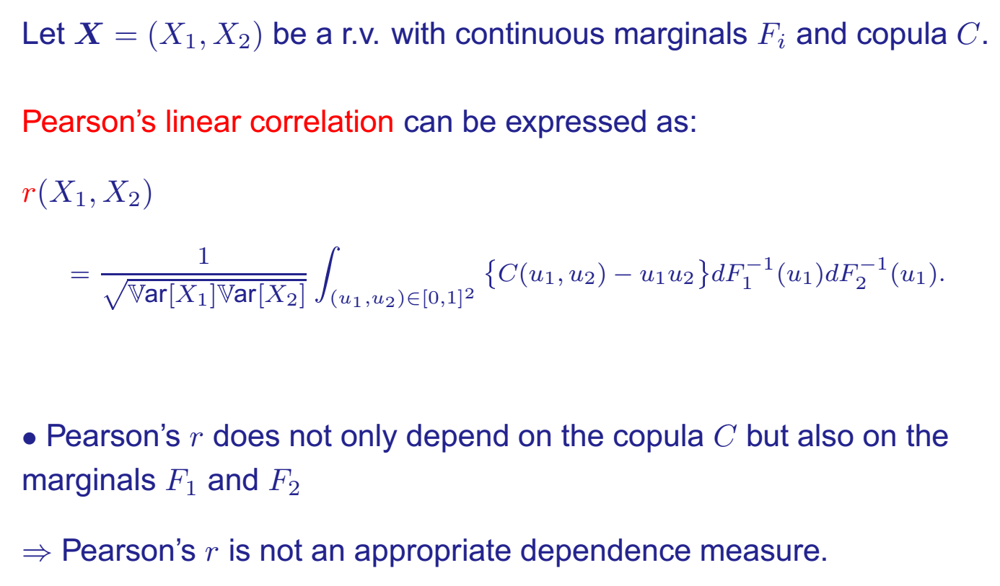 Let $\boldsymbol{X} = (X_1, X_2)$ be a r.v. with continuous marginals $F_i$ and copula $C$.
Pearson's linear correlation can be expressed as:
$r(X_1, X_2)$
$= \frac{1}{\sqrt{\mathbb{V}\text{ar}[X_1]\mathbb{V}\text{ar}[X_2]}} \int_{(u_1,u_2)\in[0,1]^2} \{C(u_1, u_2) - u_1 u_2\} dF_1^{-1}(u_1) dF_2^{-1}(u_1).$
• Pearson's $r$ does not only depend on the copula $C$ but also on the
marginals $F_1$ and $F_2$
⇒ Pearson's $r$ is not an appropriate dependence measure.